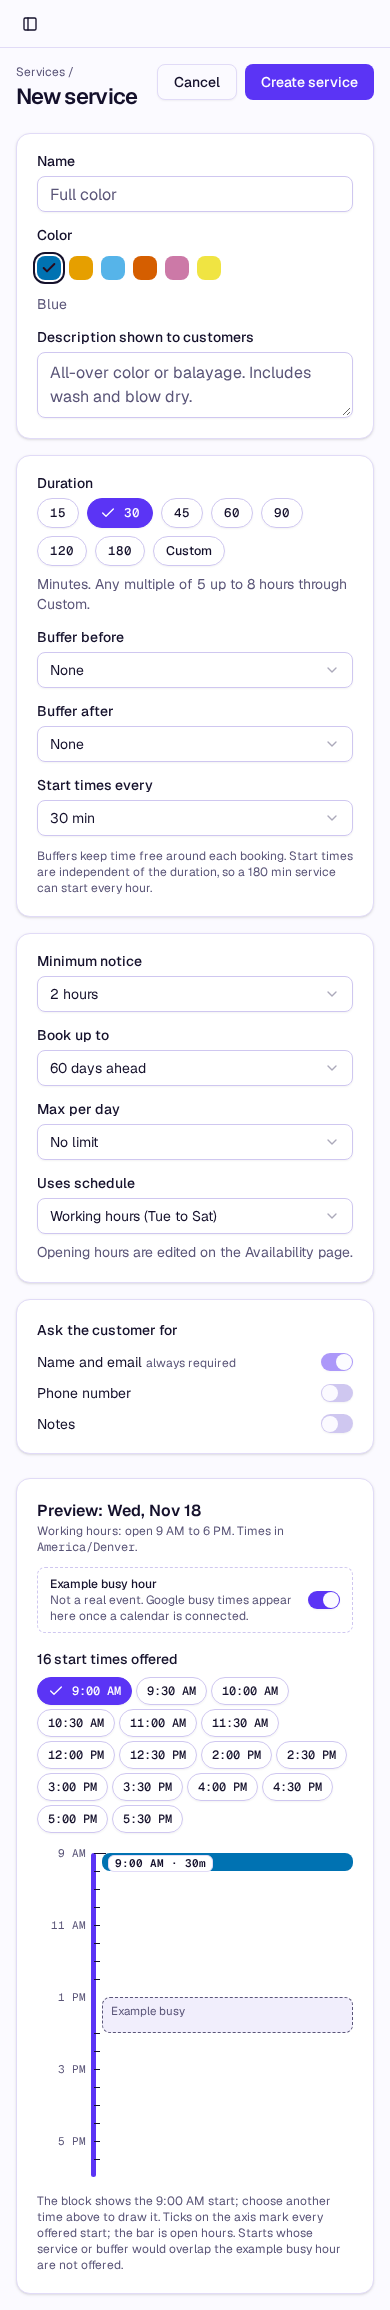 Services /
New service
Cancel
Create service
Name
Full color
Color
Blue
Description shown to customers
All-over color or balayage. Includes
wash and blow dry.
Duration
15
30
45
60
90
120
180
Custom
Minutes. Any multiple of 5 up to 8 hours through
Custom.
Buffer before
None
Buffer after
None
Start times every
30 min
Buffers keep time free around each booking. Start times
are independent of the duration, so a 180 min service
can start every hour.
Minimum notice
2 hours
Book up to
60 days ahead
Max per day
No limit
Uses schedule
Working hours (Tue to Sat)
Opening hours are edited on the Availability page.
Ask the customer for
Name and email always required
Phone number
Notes
Preview: Wed, Nov 18
Working hours: open 9 AM to 6 PM. Times in
America/Denver.
Example busy hour
Not a real event. Google busy times appear
here once a calendar is connected.
16 start times offered
9:00 AM
9:30 AM
10:00 AM
10:30 AM
11:00 AM
11:30 AM
12:00 PM
12:30 PM
2:00 PM
2:30 PM
3:00 PM
3:30 PM
4:00 PM
4:30 PM
5:00 PM
5:30 PM
9 AM
9:00 AM · 30m
11 AM
1 PM
Example busy
3 PM
5 PM
The block shows the 9:00 AM start; choose another
time above to draw it. Ticks on the axis mark every
offered start; the bar is open hours. Starts whose
service or buffer would overlap the example busy hour
are not offered.